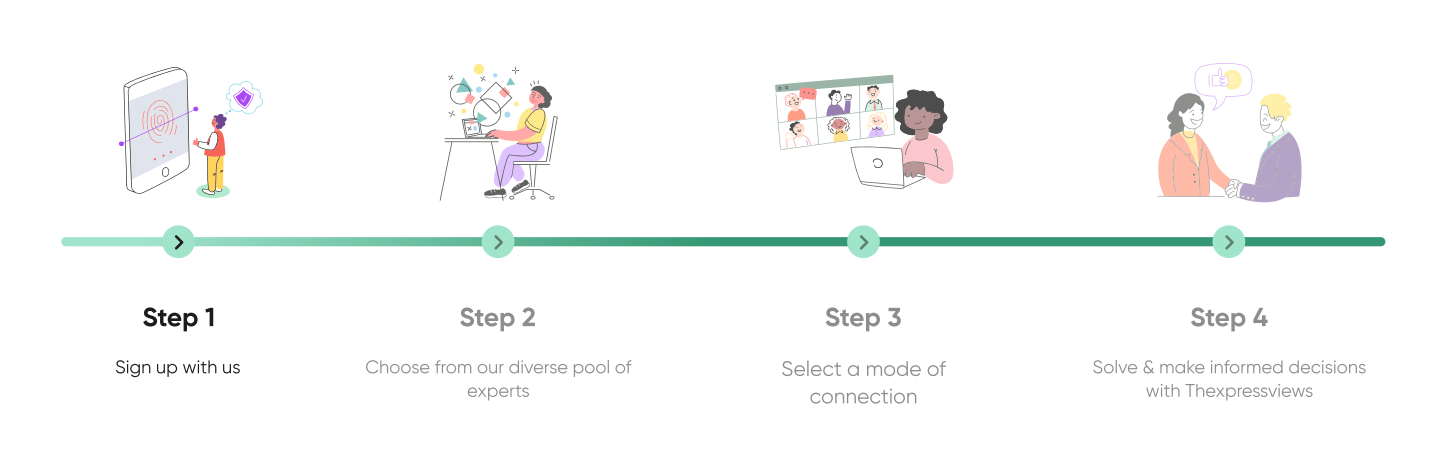 Step 1
Sign up with us
Step 2
Choose from our diverse pool of
experts
Step 3
Select a mode of
connection
Step 4
Solve & make informed decisions
with Thexpressviews